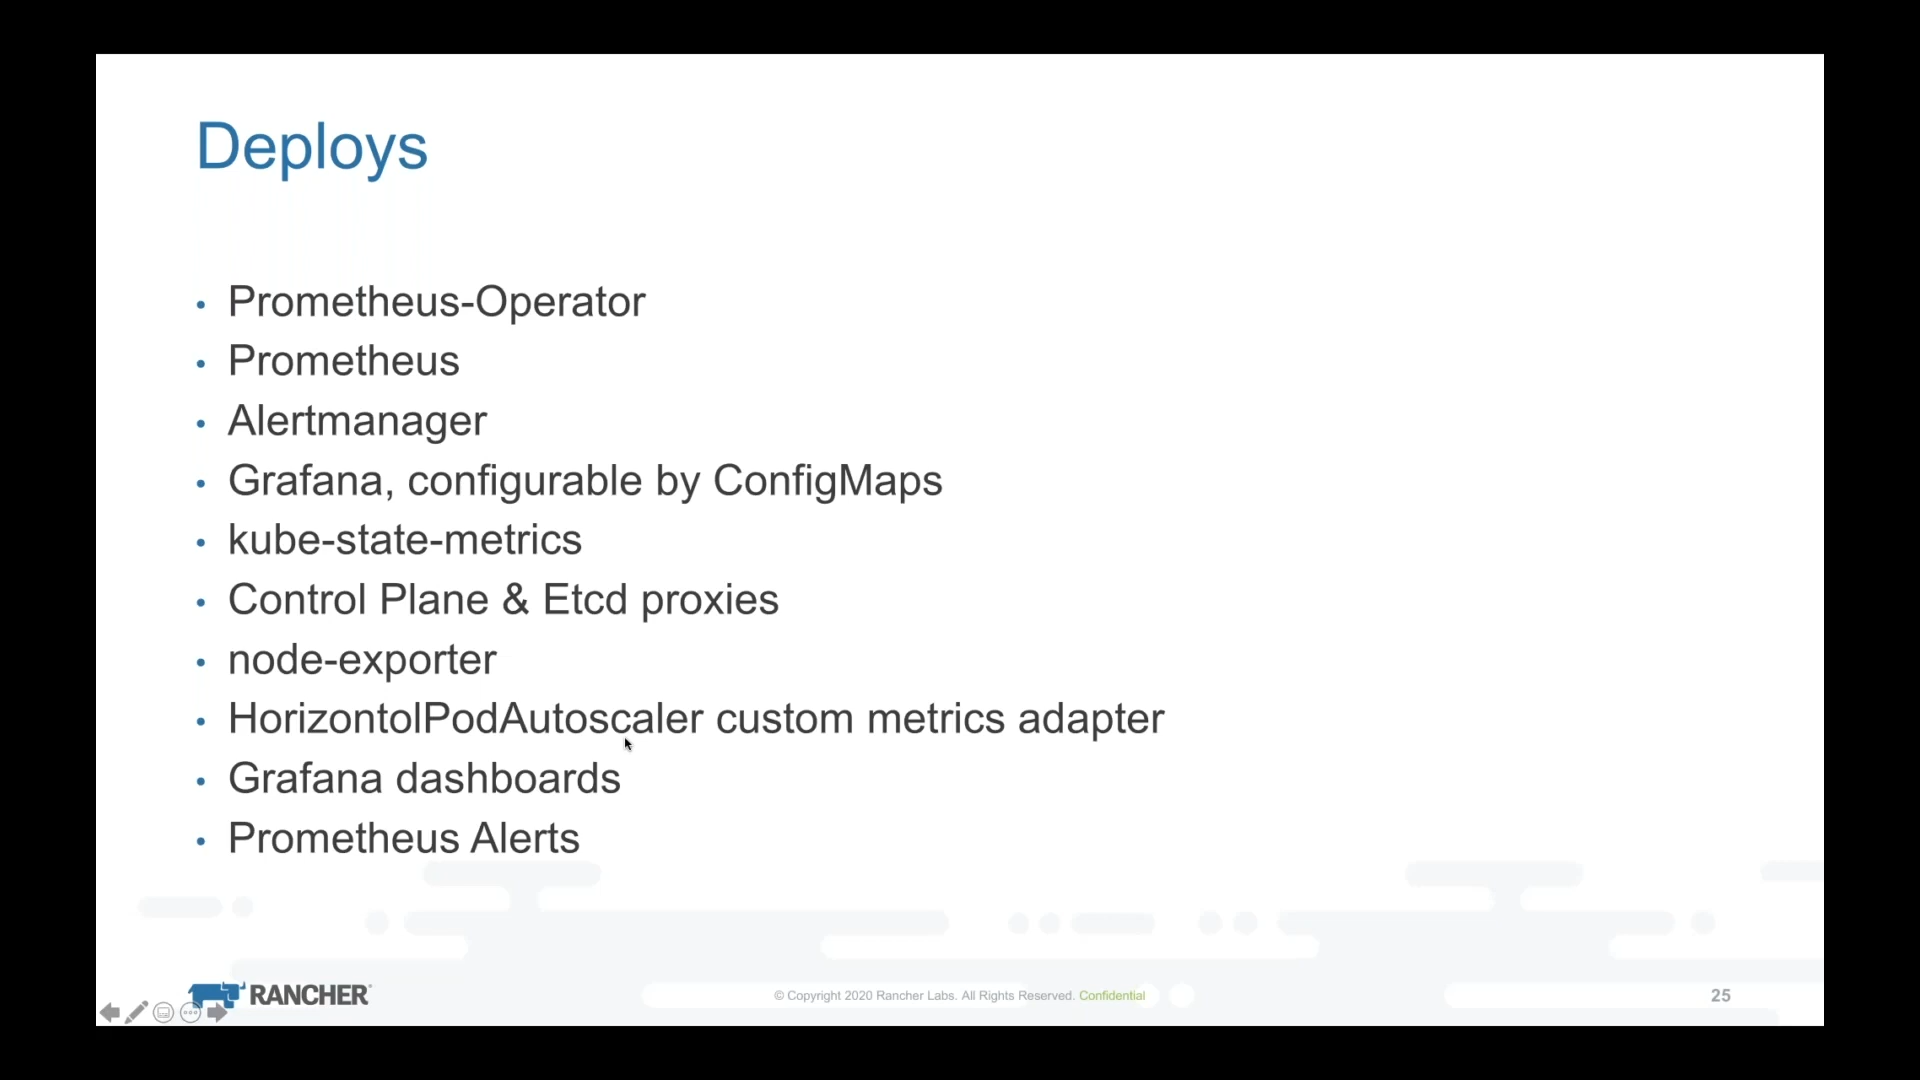 Deploys
• Prometheus-Operator
• Prometheus
• Alertmanager
• Grafana, configurable by ConfigMaps
• kube-state-metrics
• Control Plane & Etcd proxies
• node-exporter
• HorizontolPodAutoscaler custom metrics adapter
• Grafana dashboards
• Prometheus Alerts
RANCHER
© Copyright 2020 Rancher Labs. All Rights Reserved. Confidential
25